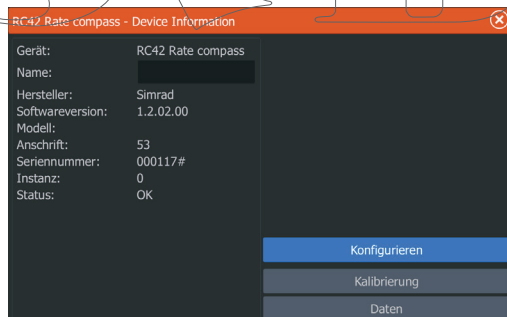 RC42 Rate compass - Device Information
Gerät: RC42 Rate compass
Name:
Hersteller: Simrad
Softwareversion: 1.2.02.00
Modell:
Anschrift: 53
Seriennummer: 000117#
Instanz: 0
Status: OK
Konfigurieren
Kalibrierung
Daten